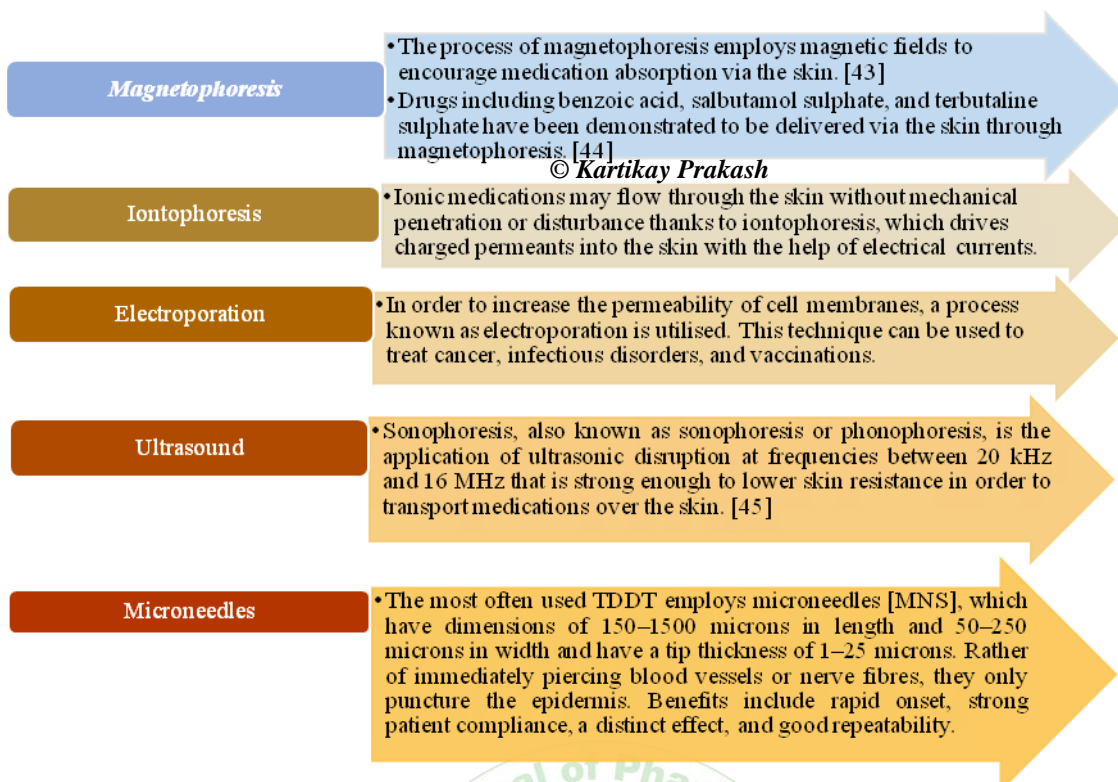 Magnetophoresis
•The process of magnetophoresis employs magnetic fields to
encourage medication absorption via the skin. [43]
•Drugs including benzoic acid, salbutamol sulphate, and terbutaline
sulphate have been demonstrated to be delivered via the skin through
magnetophoresis. [44]
© Kartikay Prakash
Iontophoresis
•Ionic medications may flow through the skin without mechanical
penetration or disturbance thanks to iontophoresis, which drives
charged permeants into the skin with the help of electrical currents.
Electroporation
•In order to increase the permeability of cell membranes, a process
known as electroporation is utilised. This technique can be used to
treat cancer, infectious disorders, and vaccinations.
Ultrasound
•Sonophoresis, also known as sonophoresis or phonophoresis, is the
application of ultrasonic disruption at frequencies between 20 kHz
and 16 MHz that is strong enough to lower skin resistance in order to
transport medications over the skin. [45]
Microneedles
•The most often used TDDT employs microneedles [MNS], which
have dimensions of 150–1500 microns in length and 50–250
microns in width and have a tip thickness of 1–25 microns. Rather
of immediately piercing blood vessels or nerve fibres, they only
puncture the epidermis. Benefits include rapid onset, strong
patient compliance, a distinct effect, and good repeatability.
of